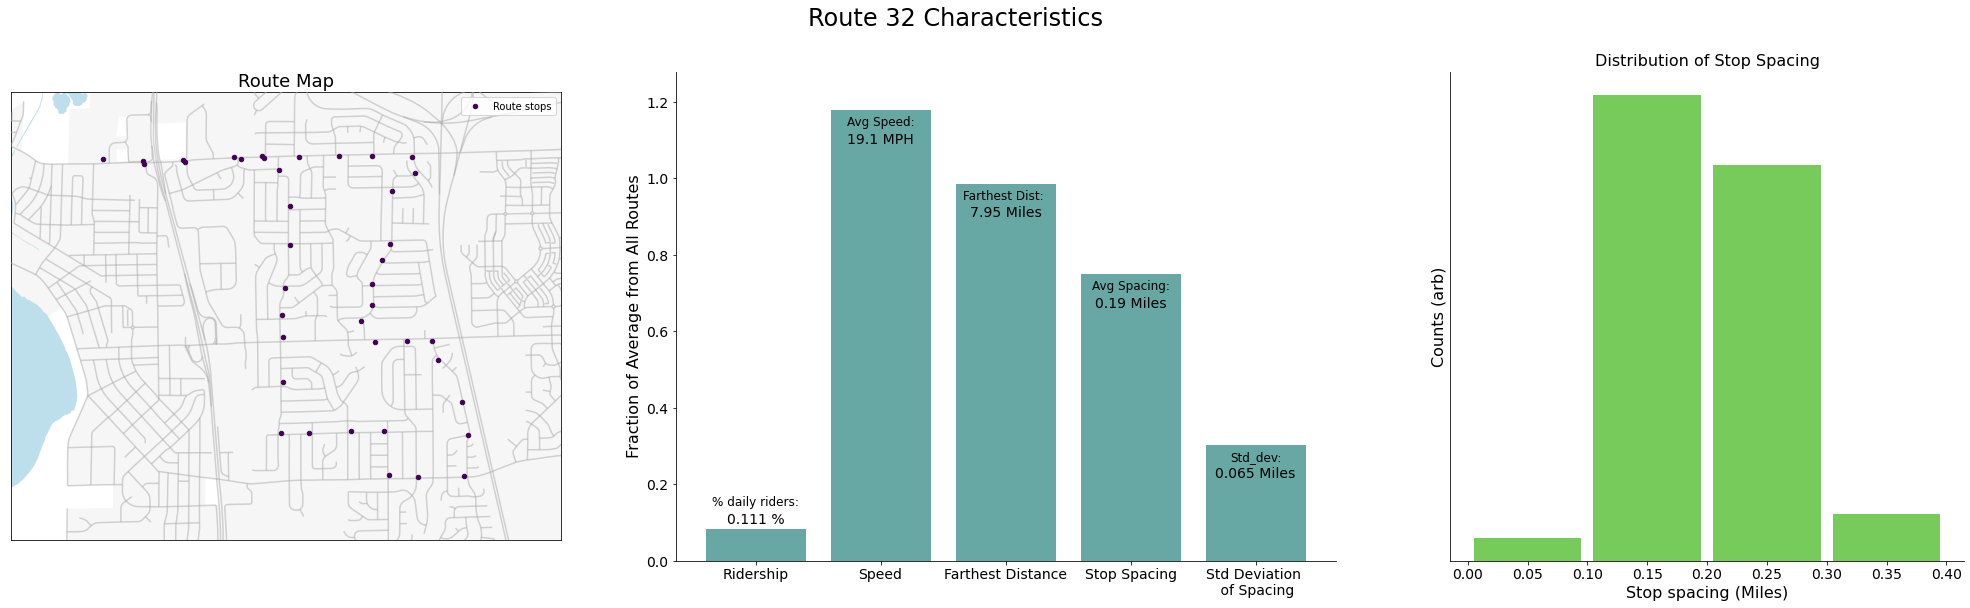 Route 32 Characteristics
Route Map
Route stops
Fraction of Average from All Routes
1.2
1.0
0.8
0.6
0.4
0.2
0.0
% daily riders:
0.111 %
Avg Speed:
19.1 MPH
Farthest Dist:
7.95 Miles
Avg Spacing:
0.19 Miles
Std_dev:
0.065 Miles
Ridership
Speed
Farthest Distance
Stop Spacing
Std Deviation
of Spacing
Distribution of Stop Spacing
Counts (arb)
0.00 0.05 0.10 0.15 0.20 0.25 0.30 0.35 0.40
Stop spacing (Miles)